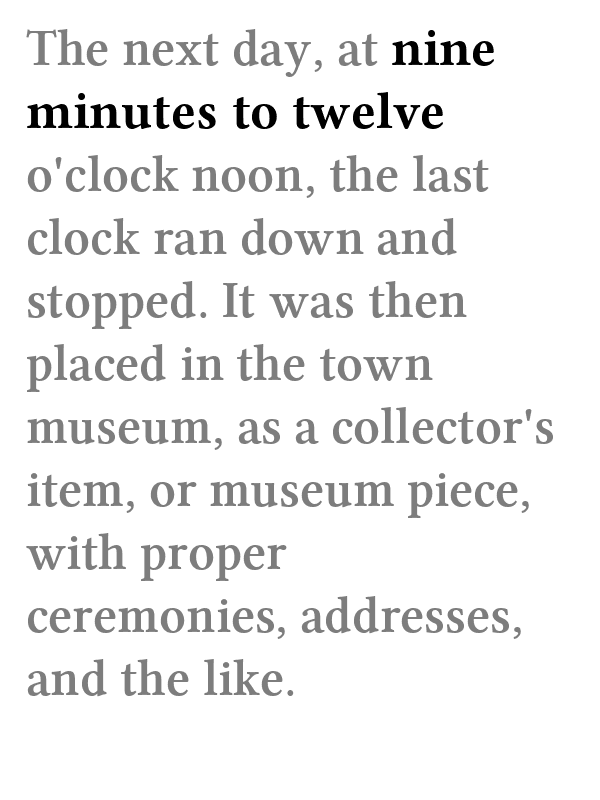 The next day, at nine
minutes to twelve
o'clock noon, the last
clock ran down and
stopped. It was then
placed in the town
museum, as a collector's
item, or museum piece,
with proper
ceremonies, addresses,
and the like.